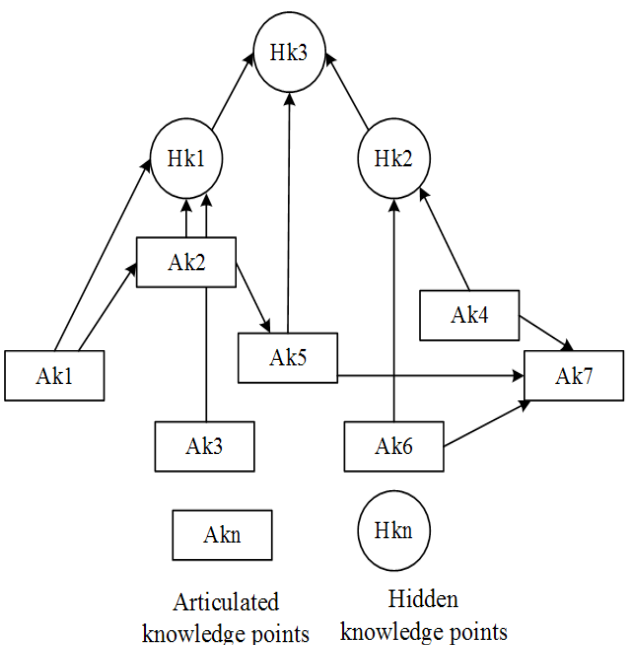 Hk3
Hk1
Hk2
Ak2
Ak4
Ak5
Ak1
Ak7
Ak3
Ak6
Akn
Hkn
Articulated
knowledge points
Hidden
knowledge points